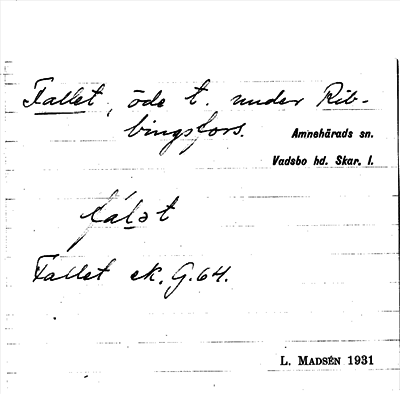 Fallet, öde t. under Rib-
bingsfors.
Amnehärads sn.
Vadsbo hd. Skar. l.
fálət
Fallet ek. G.64.
L. MADSÉN 1931